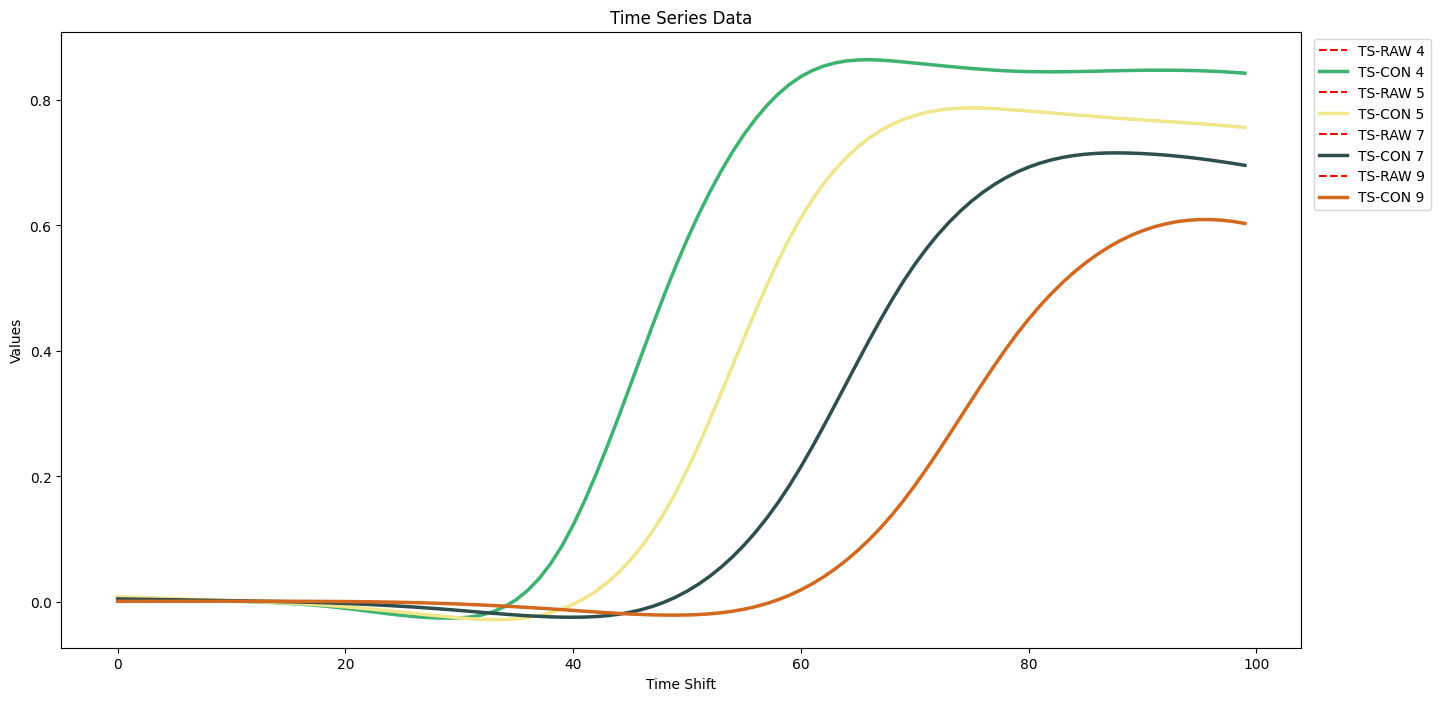 Time Series Data
Values
0.8
0.6
0.4
0.2
0.0
0
20
40
60
80
100
Time Shift
TS-RAW 4
TS-CON 4
TS-RAW 5
TS-CON 5
TS-RAW 7
TS-CON 7
TS-RAW 9
TS-CON 9